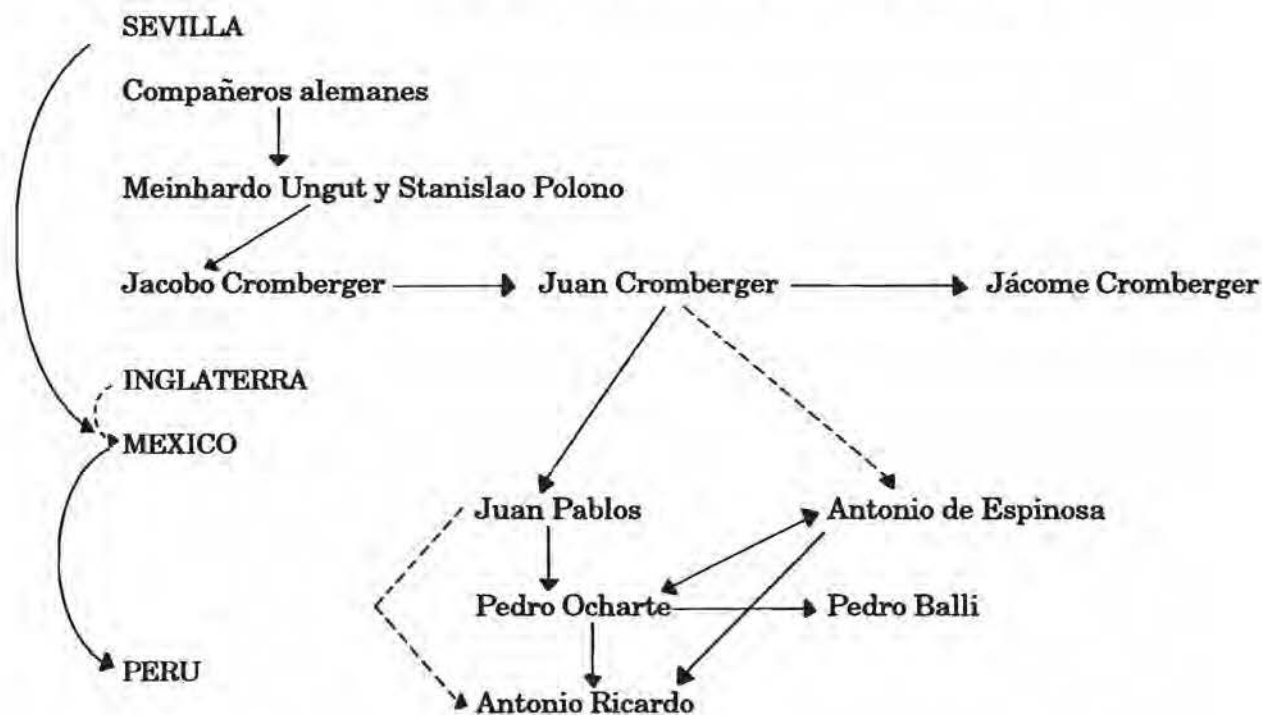 SEVILLA
Compañeros alemanes
Meinhardo Ungut y Stanislao Polono
Jacobo Cromberger Juan Cromberger Jácome Cromberger
INGLATERRA
MEXICO
Juan Pablos Antonio de Espinosa
Pedro Ocharte Pedro Balli
PERU
Antonio Ricardo